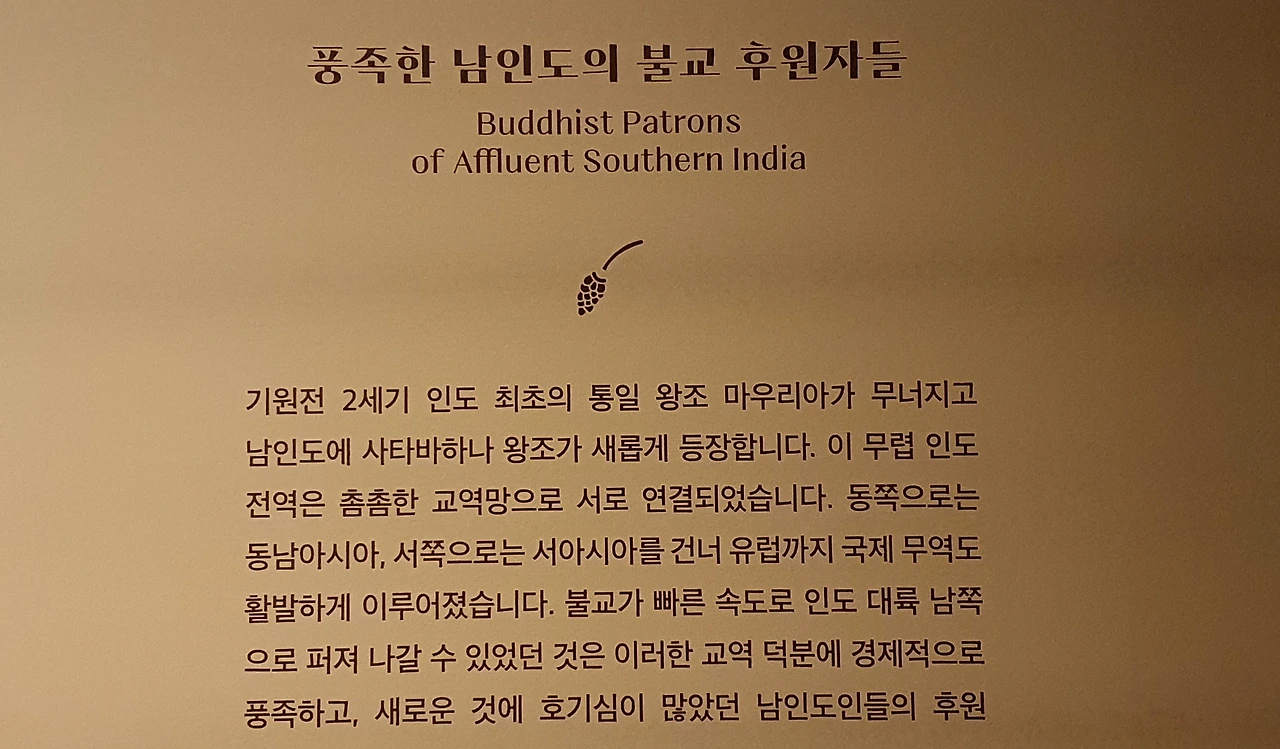 풍족한 남인도의 불교 후원자들
Buddhist Patrons
of Affluent Southern India
기원전 2세기 인도 최초의 통일 왕조 마우리아가 무너지고
남인도에 사타바하나 왕조가 새롭게 등장합니다. 이 무렵 인도
전역은 촘촘한 교역망으로 서로 연결되었습니다. 동쪽으로는
동남아시아, 서쪽으로는 서아시아를 건너 유럽까지 국제 무역도
활발하게 이루어졌습니다. 불교가 빠른 속도로 인도 대륙 남쪽
으로 퍼져 나갈 수 있었던 것은 이러한 교역 덕분에 경제적으로
풍족하고, 새로운 것에 호기심이 많았던 남인도인들의 후원